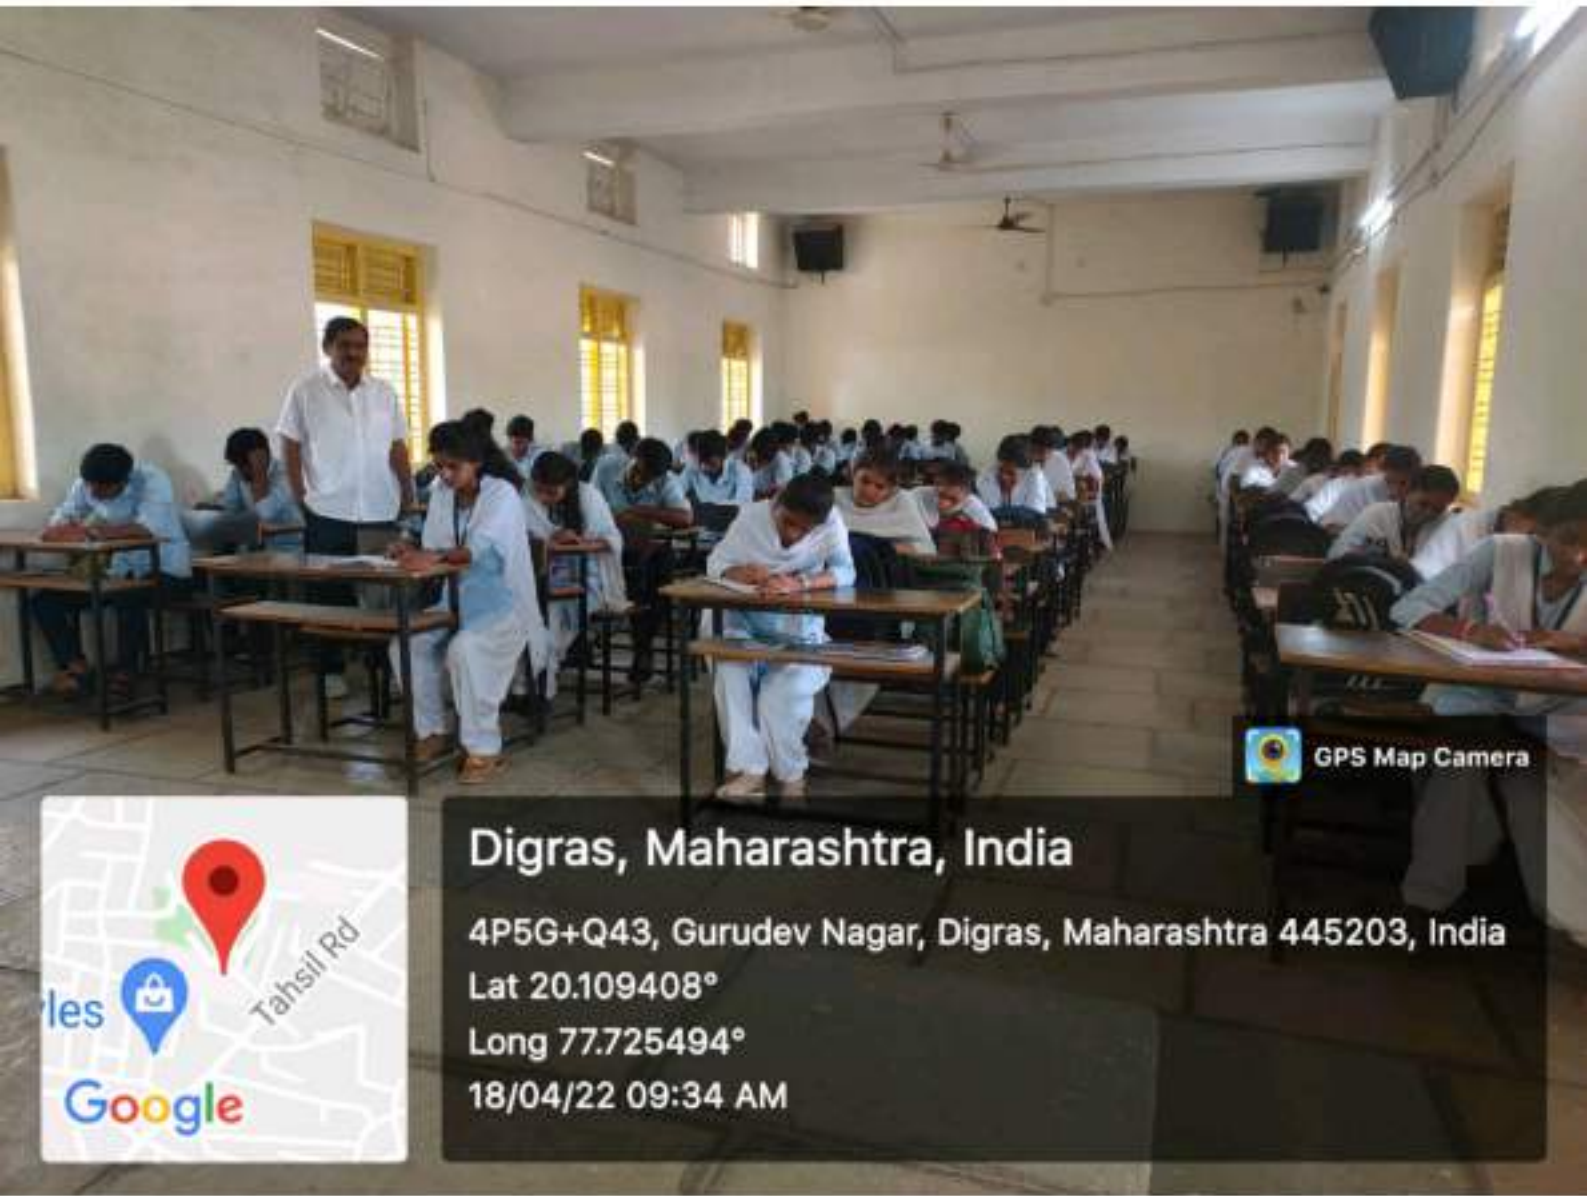 GPS Map Camera
Digras, Maharashtra, India
4P5G+Q43, Gurudev Nagar, Digras, Maharashtra 445203, India
Lat 20.109408°
Long 77.725494°
18/04/22 09:34 AM
Tahsil Rd
yles
Google